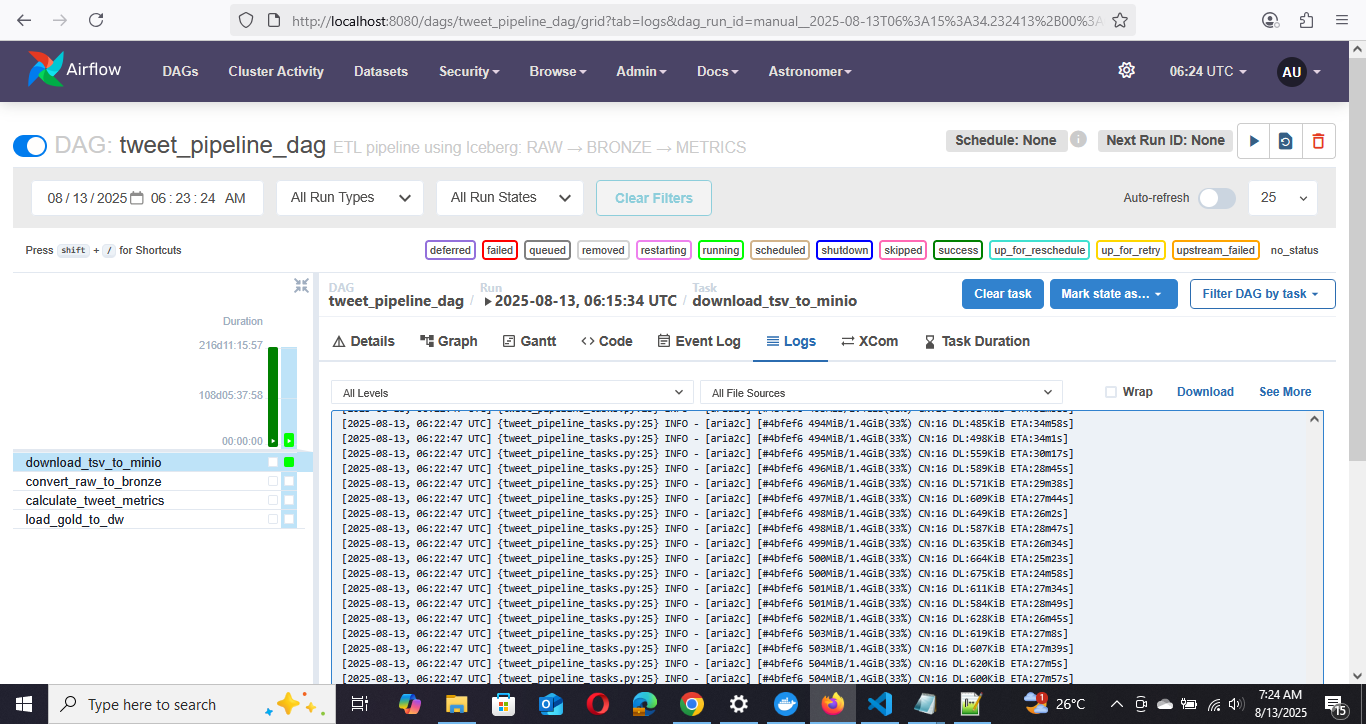 http://localhost:8080/dags/tweet_pipeline_dag/grid?tab=logs&dag_run_id=manual__2025-08-13T06%3A15%3A34.232413%2B00%3A
Airflow DAGs Cluster Activity Datasets Security Browse Admin Docs Astronomer 06:24 UTC AU
DAG: tweet_pipeline_dag ETL pipeline using Iceberg: RAW → BRONZE → METRICS Schedule: None i Next Run ID: None
08/13/2025 06:23:24 AM All Run Types All Run States Clear Filters Auto-refresh 25
Press shift + / for Shortcuts deferred failed queued removed restarting running scheduled shutdown skipped success up_for_reschedule up_for_retry upstream_failed no_status
DAG Run Task
tweet_pipeline_dag / 2025-08-13, 06:15:34 UTC / download_tsv_to_minio Clear task Mark state as… Filter DAG by task
Duration
216d11:15:57
108d05:37:58
00:00:00
download_tsv_to_minio
convert_raw_to_bronze
calculate_tweet_metrics
load_gold_to_dw
Details Graph Gantt Code Event Log Logs XCom Task Duration
All Levels All File Sources Wrap Download See More
[2025-08-13, 06:22:47 UTC] {tweet_pipeline_tasks.py:25} INFO - [aria2c] [#4bfef6 494MiB/1.4GiB(33%) CN:16 DL:485KiB ETA:34m58s]
[2025-08-13, 06:22:47 UTC] {tweet_pipeline_tasks.py:25} INFO - [aria2c] [#4bfef6 494MiB/1.4GiB(33%) CN:16 DL:498KiB ETA:34m1s]
[2025-08-13, 06:22:47 UTC] {tweet_pipeline_tasks.py:25} INFO - [aria2c] [#4bfef6 495MiB/1.4GiB(33%) CN:16 DL:559KiB ETA:30m17s]
[2025-08-13, 06:22:47 UTC] {tweet_pipeline_tasks.py:25} INFO - [aria2c] [#4bfef6 496MiB/1.4GiB(33%) CN:16 DL:589KiB ETA:28m45s]
[2025-08-13, 06:22:47 UTC] {tweet_pipeline_tasks.py:25} INFO - [aria2c] [#4bfef6 496MiB/1.4GiB(33%) CN:16 DL:571KiB ETA:29m38s]
[2025-08-13, 06:22:47 UTC] {tweet_pipeline_tasks.py:25} INFO - [aria2c] [#4bfef6 497MiB/1.4GiB(33%) CN:16 DL:609KiB ETA:27m44s]
[2025-08-13, 06:22:47 UTC] {tweet_pipeline_tasks.py:25} INFO - [aria2c] [#4bfef6 498MiB/1.4GiB(33%) CN:16 DL:649KiB ETA:26m2s]
[2025-08-13, 06:22:47 UTC] {tweet_pipeline_tasks.py:25} INFO - [aria2c] [#4bfef6 498MiB/1.4GiB(33%) CN:16 DL:587KiB ETA:28m47s]
[2025-08-13, 06:22:47 UTC] {tweet_pipeline_tasks.py:25} INFO - [aria2c] [#4bfef6 499MiB/1.4GiB(33%) CN:16 DL:635KiB ETA:26m34s]
[2025-08-13, 06:22:47 UTC] {tweet_pipeline_tasks.py:25} INFO - [aria2c] [#4bfef6 500MiB/1.4GiB(33%) CN:16 DL:664KiB ETA:25m23s]
[2025-08-13, 06:22:47 UTC] {tweet_pipeline_tasks.py:25} INFO - [aria2c] [#4bfef6 500MiB/1.4GiB(33%) CN:16 DL:675KiB ETA:24m58s]
[2025-08-13, 06:22:47 UTC] {tweet_pipeline_tasks.py:25} INFO - [aria2c] [#4bfef6 501MiB/1.4GiB(33%) CN:16 DL:611KiB ETA:27m34s]
[2025-08-13, 06:22:47 UTC] {tweet_pipeline_tasks.py:25} INFO - [aria2c] [#4bfef6 501MiB/1.4GiB(33%) CN:16 DL:584KiB ETA:28m49s]
[2025-08-13, 06:22:47 UTC] {tweet_pipeline_tasks.py:25} INFO - [aria2c] [#4bfef6 502MiB/1.4GiB(33%) CN:16 DL:628KiB ETA:26m45s]
[2025-08-13, 06:22:47 UTC] {tweet_pipeline_tasks.py:25} INFO - [aria2c] [#4bfef6 503MiB/1.4GiB(33%) CN:16 DL:619KiB ETA:27m8s]
[2025-08-13, 06:22:47 UTC] {tweet_pipeline_tasks.py:25} INFO - [aria2c] [#4bfef6 503MiB/1.4GiB(33%) CN:16 DL:607KiB ETA:27m39s]
[2025-08-13, 06:22:47 UTC] {tweet_pipeline_tasks.py:25} INFO - [aria2c] [#4bfef6 504MiB/1.4GiB(33%) CN:16 DL:620KiB ETA:27m5s]
[2025-08-13, 06:22:47 UTC] {tweet_pipeline_tasks.py:25} INFO - [aria2c] [#4bfef6 504MiB/1.4GiB(33%) CN:16 DL:600KiB ETA:27m57s]
Type here to search 1 26°C 7:24 AM
8/13/2025 15